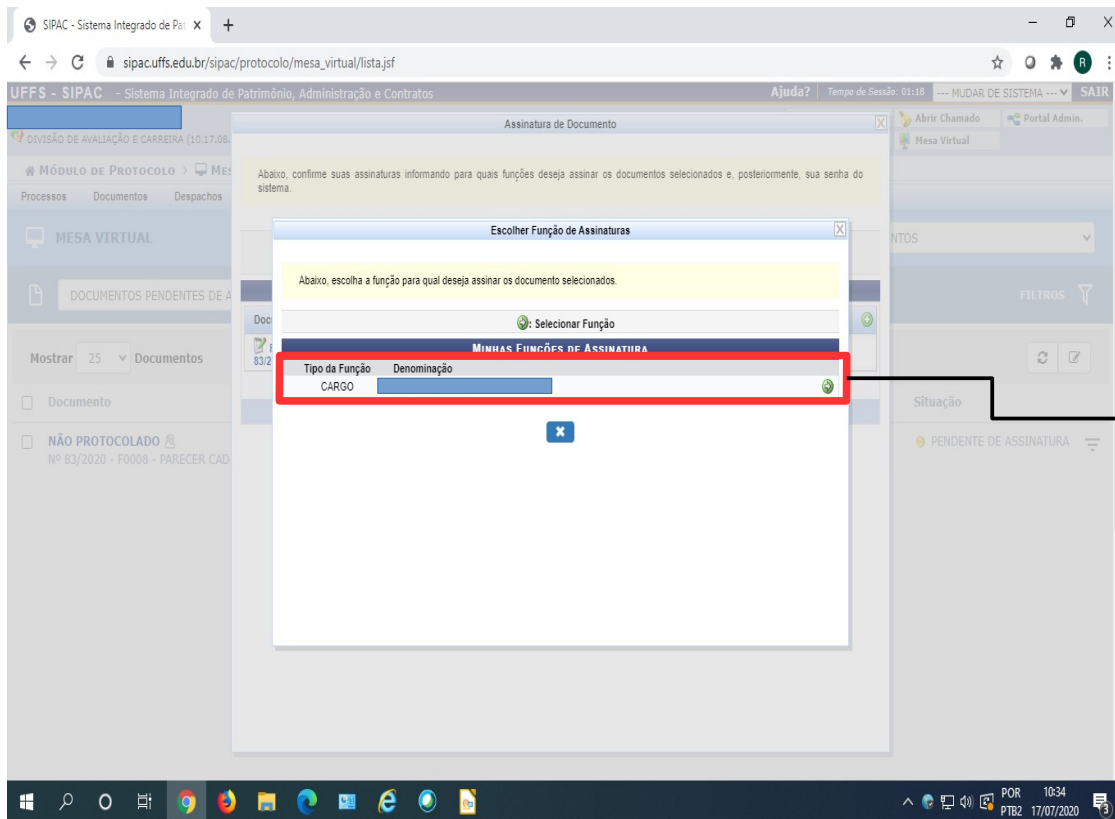 SIPAC - Sistema Integrado de Pat
sipac.uffs.edu.br/sipac/protocolo/mesa_virtual/lista.jsf
R
UFFS - SIPAC - Sistema Integrado de Patrimônio, Administração e Contratos
Ajuda? Tempo de Sessão: 01:18 --- MUDAR DE SISTEMA --- SAIR
DIVISÃO DE AVALIAÇÃO E CARREIRA (10.17.08.
Assinatura de Documento
Abrir Chamado Portal Admin.
Mesa Virtual
MÓDULO DE PROTOCOLO > MES
Processos Documentos Despachos
Abaixo, confirme suas assinaturas informando para quais funções deseja assinar os documentos selecionados e, posteriormente, sua senha do
sistema.
MESA VIRTUAL
Escolher Função de Assinaturas
NTOS
Abaixo, escolha a função para qual deseja assinar os documento selecionados.
DOCUMENTOS PENDENTES DE A
FILTROS
Doc
: Selecionar Função
83/2
MINHAS FUNÇÕES DE ASSINATURA
Mostrar 25 Documentos
Tipo da Função Denominação
CARGO
Documento
Situação
NÃO PROTOCOLADO
Nº 83/2020 - F0008 - PARECER CAD
PENDENTE DE ASSINATURA
POR
PTB2
10:34
17/07/2020
3